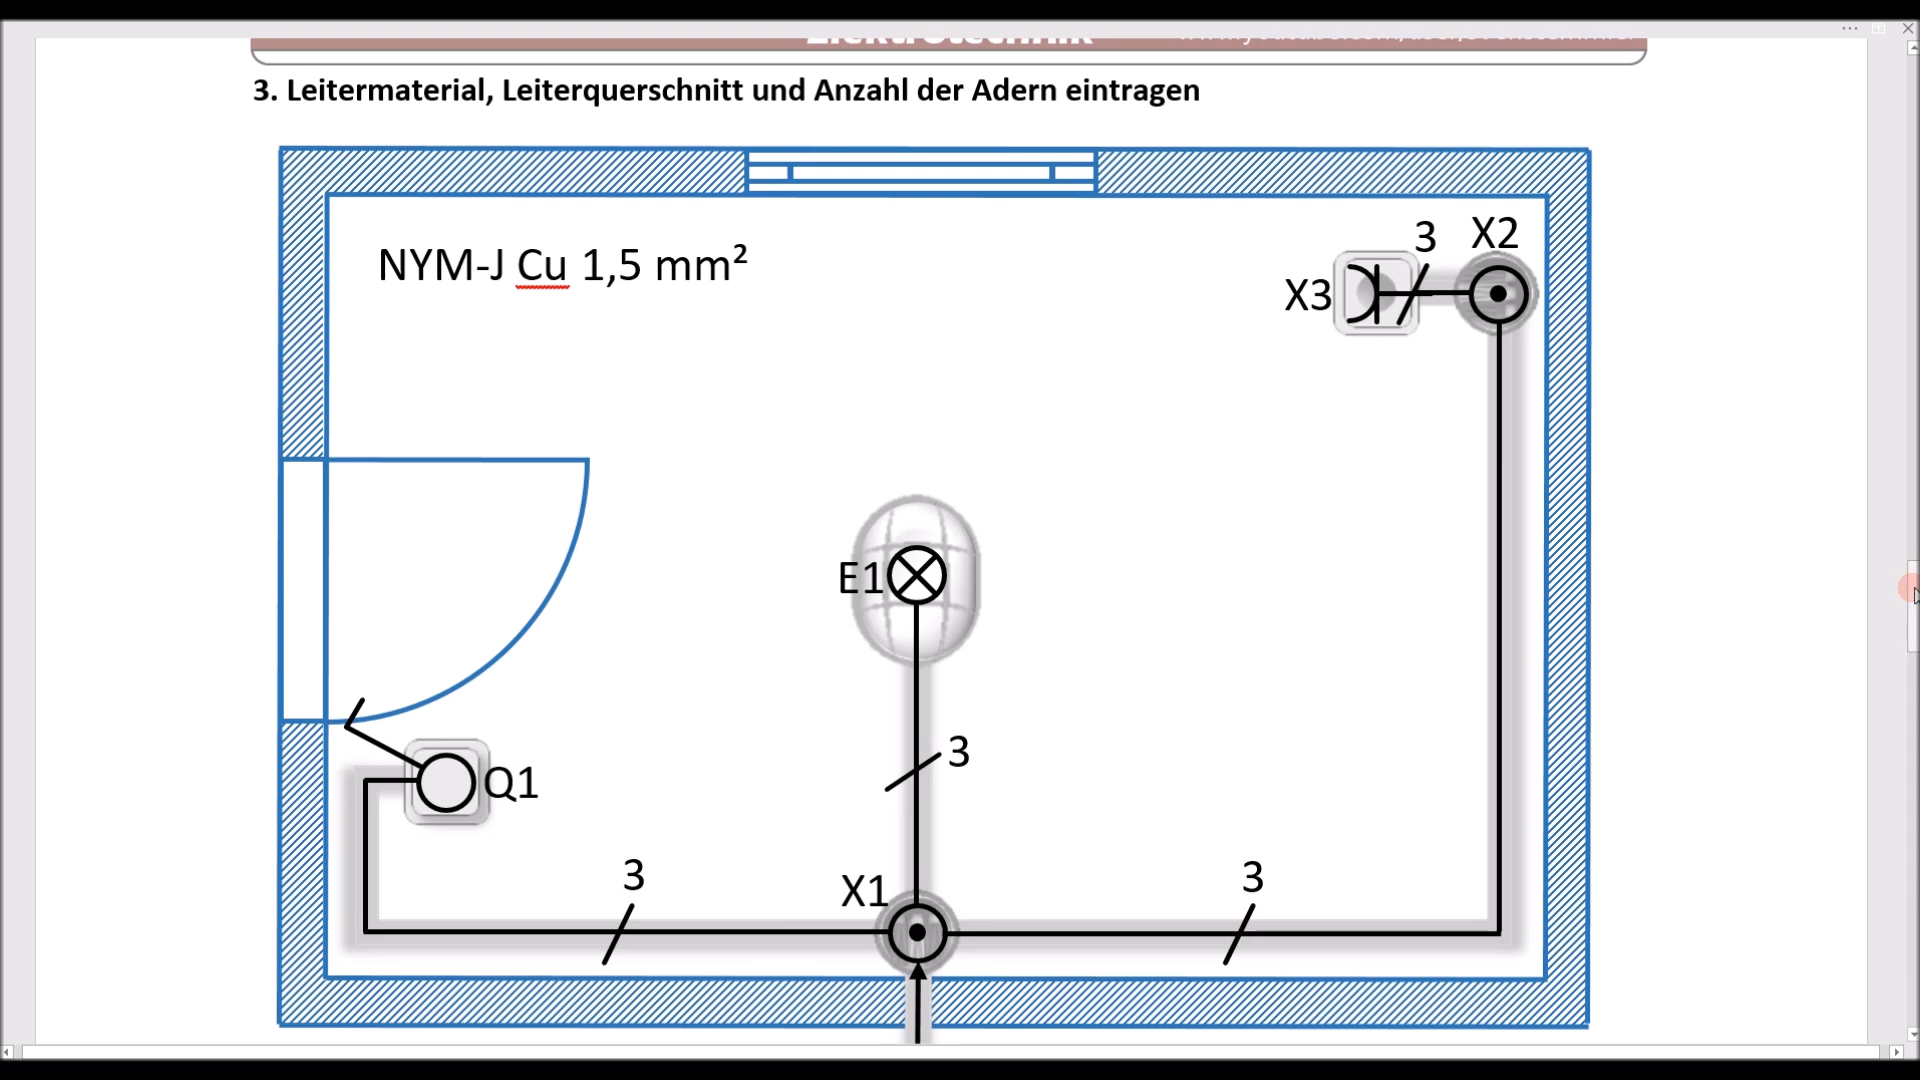 Elektrotechnik
3. Leitermaterial, Leiterquerschnitt und Anzahl der Adern eintragen
NYM-J Cu 1,5 mm²
3 X2
X3
E1
3
Q1
3
X1
3